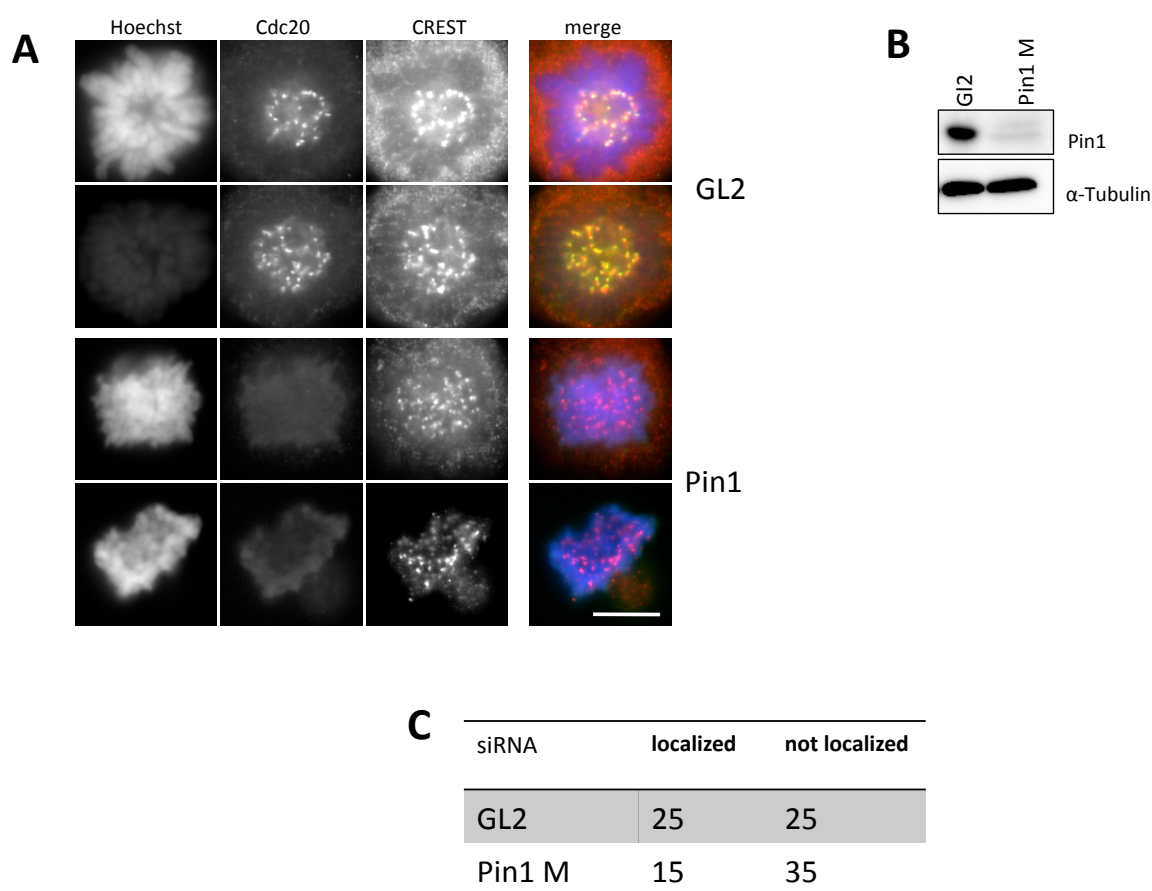 A
Hoechst Cdc20 CREST merge
GL2
Pin1
B
Gl2 Pin1 M
Pin1
α-Tubulin
C
siRNA localized not localized
GL2 25 25
Pin1 M 15 35